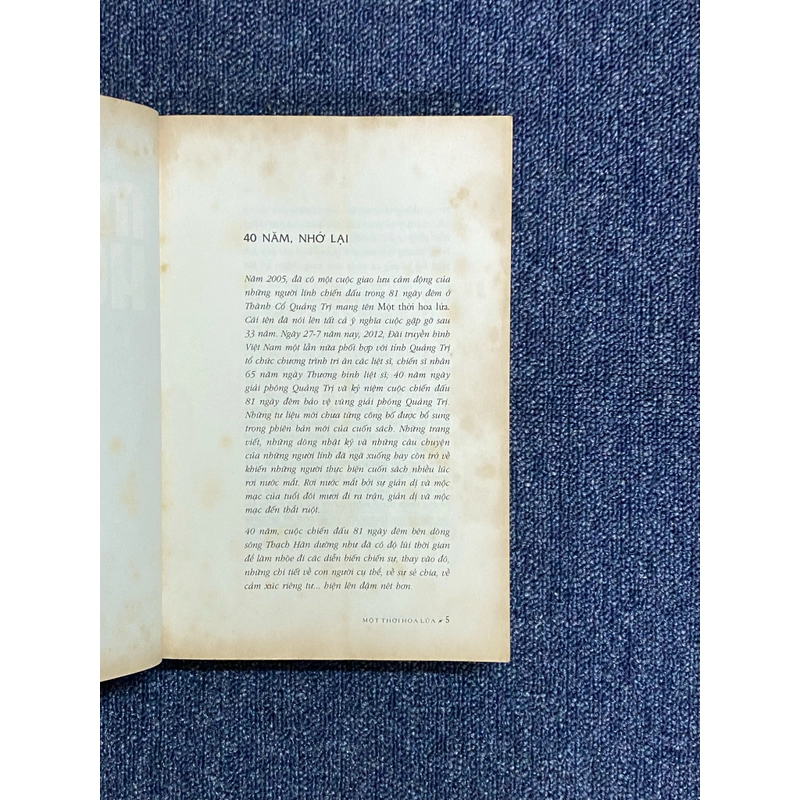 40 NĂM, NHỚ LẠI
Năm 2005, đã có một cuộc giao lưu cảm động của
những người lính chiến đấu trong 81 ngày đêm ở
Thành Cổ Quảng Trị mang tên Một thời hoa lửa.
Cái tên đã nói lên tất cả ý nghĩa cuộc gặp gỡ sau
33 năm. Ngày 27-7 năm nay, 2012, Đài truyền hình
Việt Nam một lần nữa phối hợp với tỉnh Quảng Trị
tổ chức chương trình tri ân các liệt sĩ, chiến sĩ nhân
65 năm ngày Thương binh liệt sĩ; 40 năm ngày
giải phóng Quảng Trị và kỷ niệm cuộc chiến đấu
81 ngày đêm bảo vệ vùng giải phóng Quảng Trị.
Những tư liệu mới chưa từng công bố được bổ sung
trong phiên bản mới của cuốn sách. Những trang
viết, những dòng nhật ký và những câu chuyện
của những người lính đã ngã xuống hay còn trở về
khiến những người thực hiện cuốn sách nhiều lúc
rơi nước mắt. Rơi nước mắt bởi sự giản dị và mộc
mạc của tuổi đôi mươi đi ra trận, giản dị và mộc
mạc đến thắt ruột.
40 năm, cuộc chiến đấu 81 ngày đêm bên dòng
sông Thạch Hãn dường như đã có độ lùi thời gian
để làm nhòe đi các diễn biến chiến sự, thay vào đó,
những chi tiết về con người cụ thể, về sự sẻ chia, về
cảm xúc riêng tư... hiện lên đậm nét hơn.
MỘT THỜI HOA LỬA 5